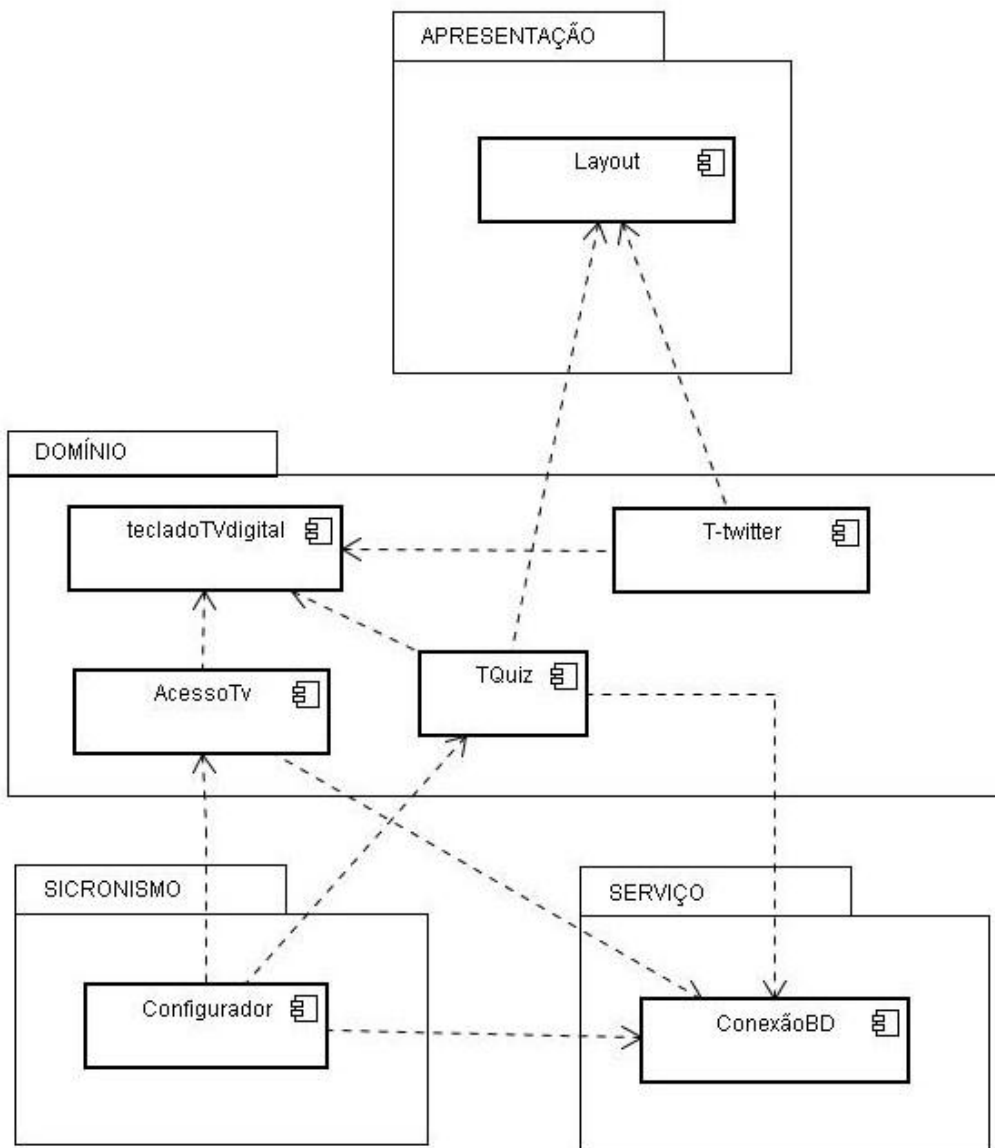 APRESENTAÇÃO
Layout
DOMÍNIO
tecladoTVdigital
T-twitter
AcessoTv
TQuiz
SICRONISMO
SERVIÇO
Configurador
ConexãoBD